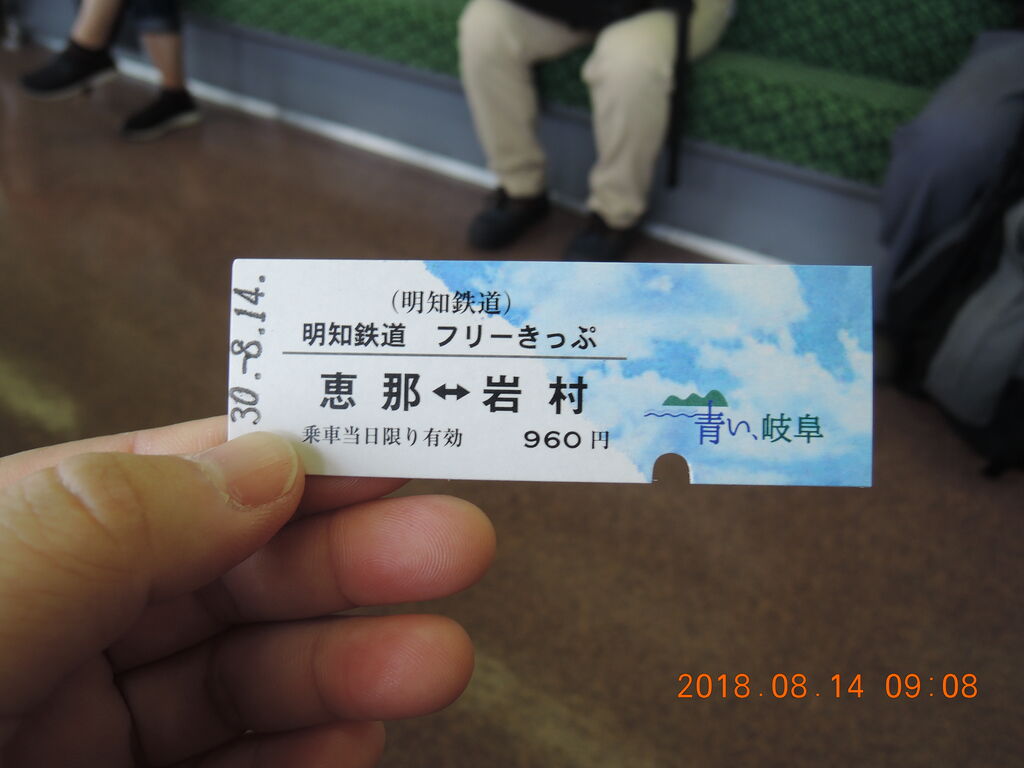 30.-8.14.
（明知鉄道）
明知鉄道　フリーきっぷ
恵那↔岩村
乗車当日限り有効　960円
青い、岐阜
2018.08.14 09:08